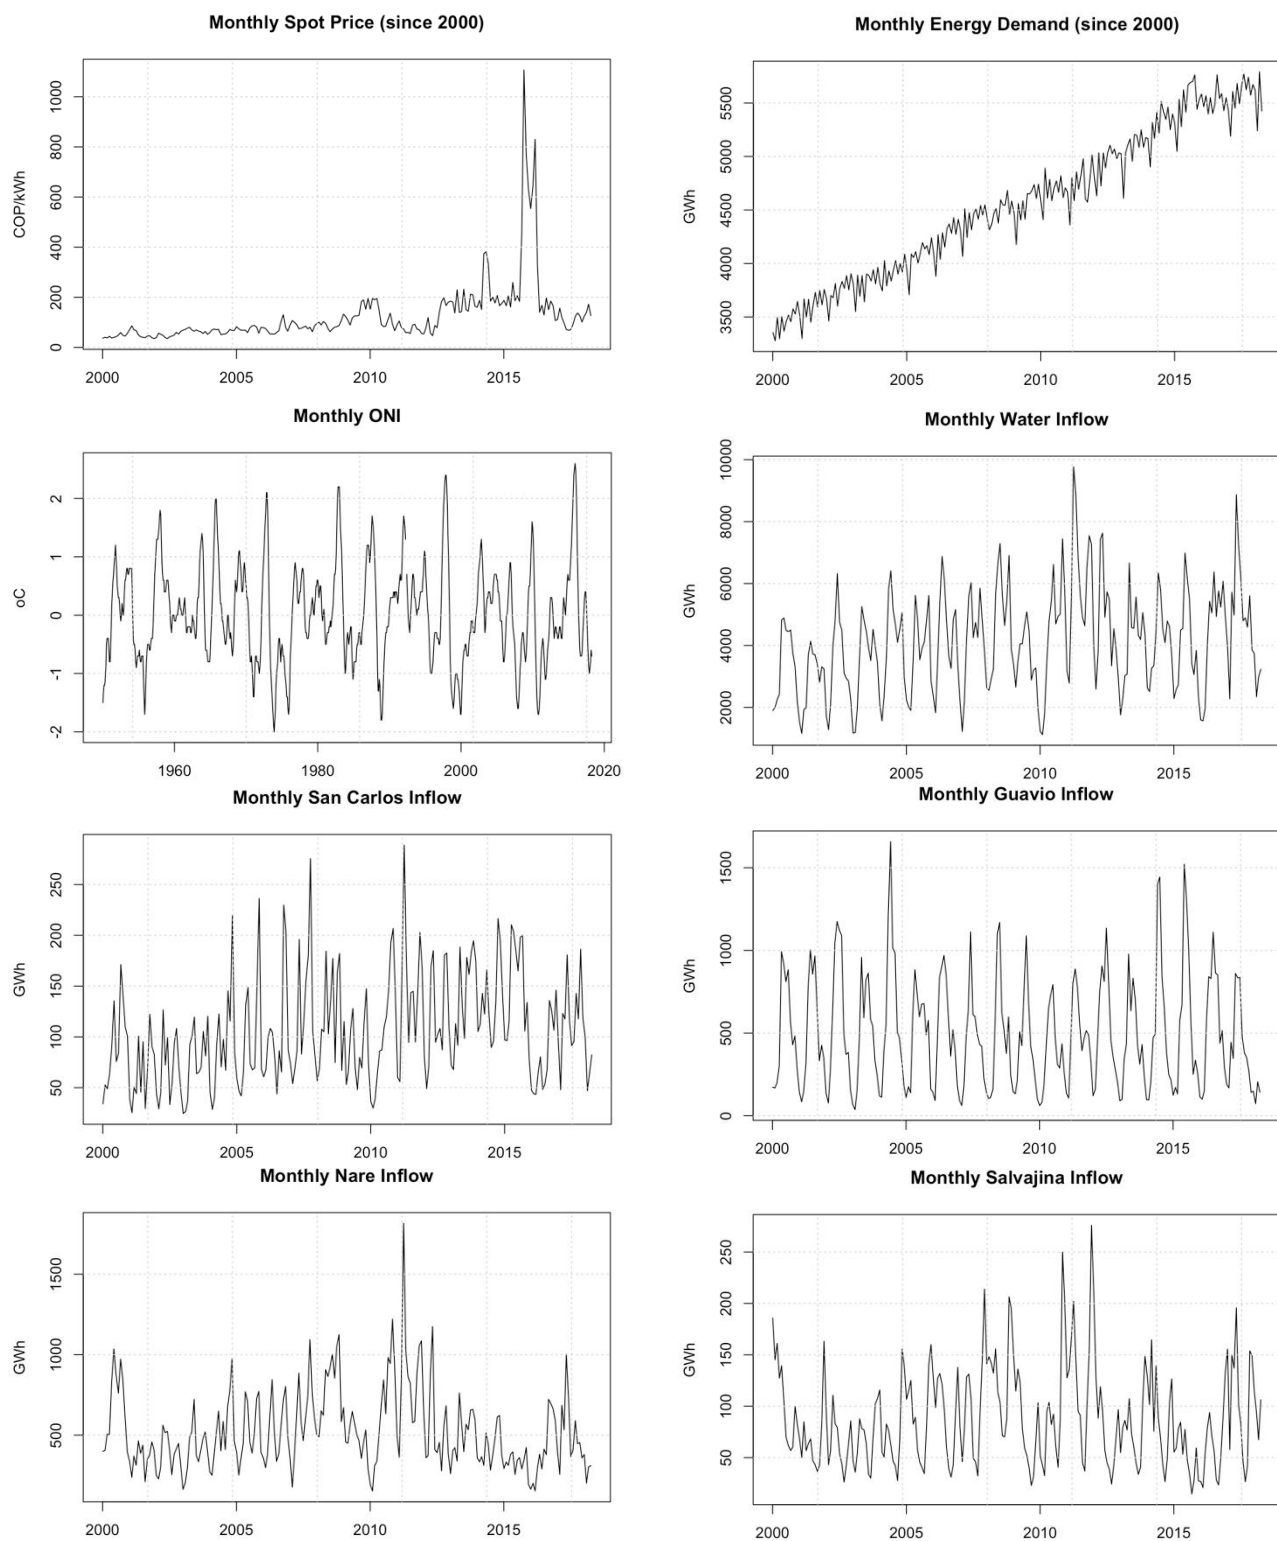 Monthly Spot Price (since 2000)
COP/kWh
0 200 400 600 800 1000
2000 2005 2010 2015
Monthly Energy Demand (since 2000)
GWh
3500 4000 4500 5000 5500
2000 2005 2010 2015
Monthly ONI
oC
-2 -1 0 1 2
1960 1980 2000 2020
Monthly Water Inflow
GWh
2000 4000 6000 8000 10000
2000 2005 2010 2015
Monthly San Carlos Inflow
GWh
50 100 150 200 250
2000 2005 2010 2015
Monthly Guavio Inflow
GWh
0 500 1000 1500
2000 2005 2010 2015
Monthly Nare Inflow
GWh
500 1000 1500
2000 2005 2010 2015
Monthly Salvajina Inflow
GWh
50 100 150 200 250
2000 2005 2010 2015